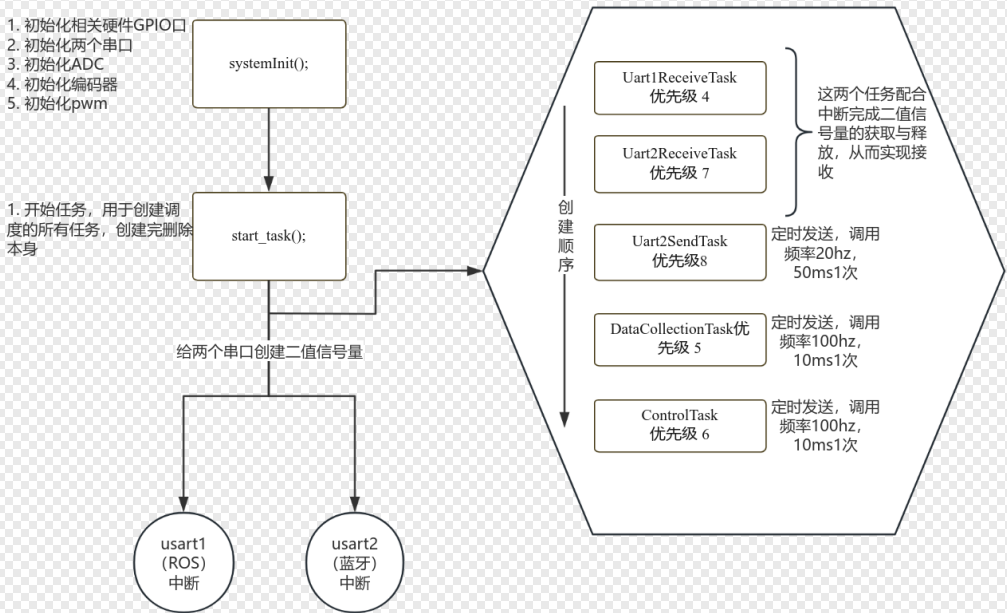 1. 初始化相关硬件GPIO口
2. 初始化两个串口
3. 初始化ADC
4. 初始化编码器
5. 初始化pwm
systemInit();
1. 开始任务，用于创建调
度的所有任务，创建完删除
本身
start_task();
给两个串口创建二值信号量
usart1
（ROS）
中断
usart2
（蓝牙）
中断
创
建
顺
序
Uart1ReceiveTask
优先级 4
Uart2ReceiveTask
优先级 7
这两个任务配合
中断完成二值信
号量的获取与释
放，从而实现接
收
Uart2SendTask
优先级8
定时发送，调用
频率20hz，
50ms1次
DataCollectionTask优
先级 5
定时发送，调用
频率100hz，
10ms1次
ControlTask
优先级 6
定时发送，调用
频率100hz，
10ms1次